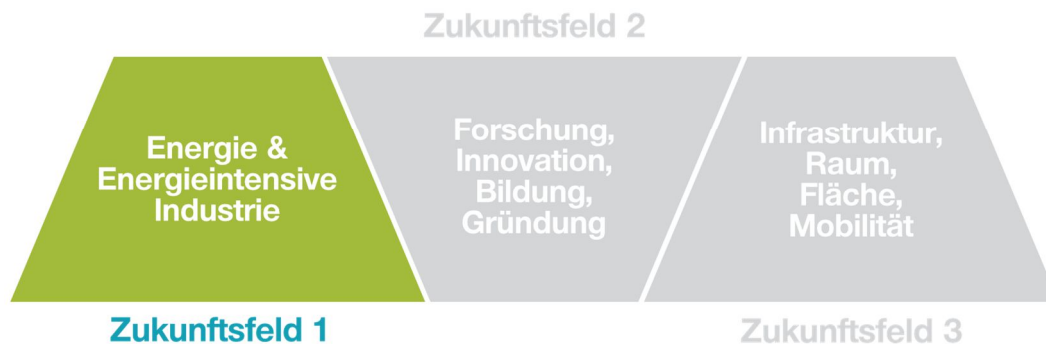 Zukunftsfeld 2
Energie &
Energieintensive
Industrie
Forschung,
Innovation,
Bildung,
Gründung
Infrastruktur,
Raum,
Fläche,
Mobilität
Zukunftsfeld 1
Zukunftsfeld 3